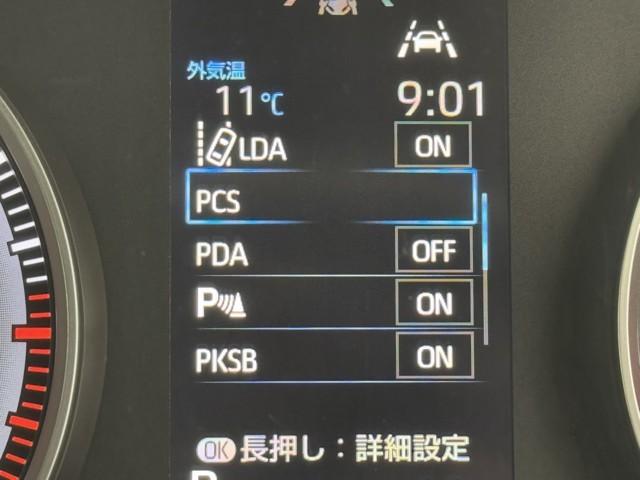 外気温
11℃ 9:01
LDA ON
PCS
PDA OFF
P ON
PKSB ON
OK 長押し：詳細設定
P